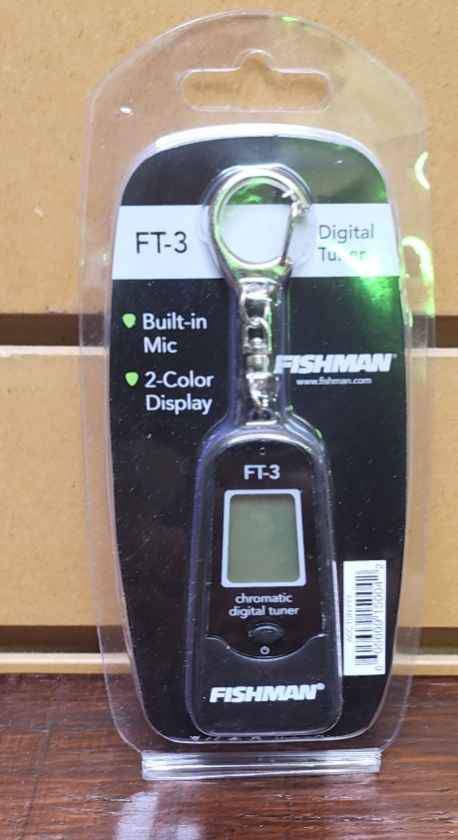 FT-3
Digital
Tuner
Built-in
Mic
2-Color
Display
FISHMAN®
www.fishman.com
FT-3
chromatic
digital tuner
FISHMAN®